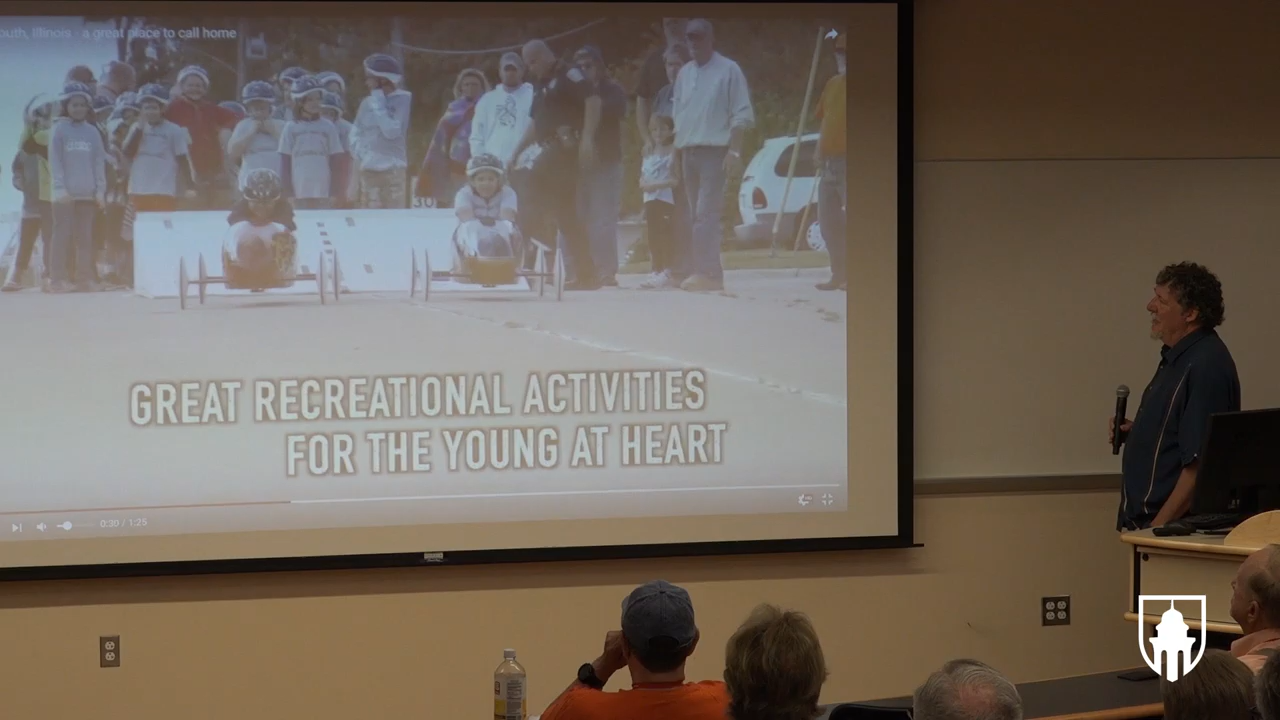 outh, Illinois - a great place to call home
30
GREAT RECREATIONAL ACTIVITIES
FOR THE YOUNG AT HEART
0:30 / 1:25